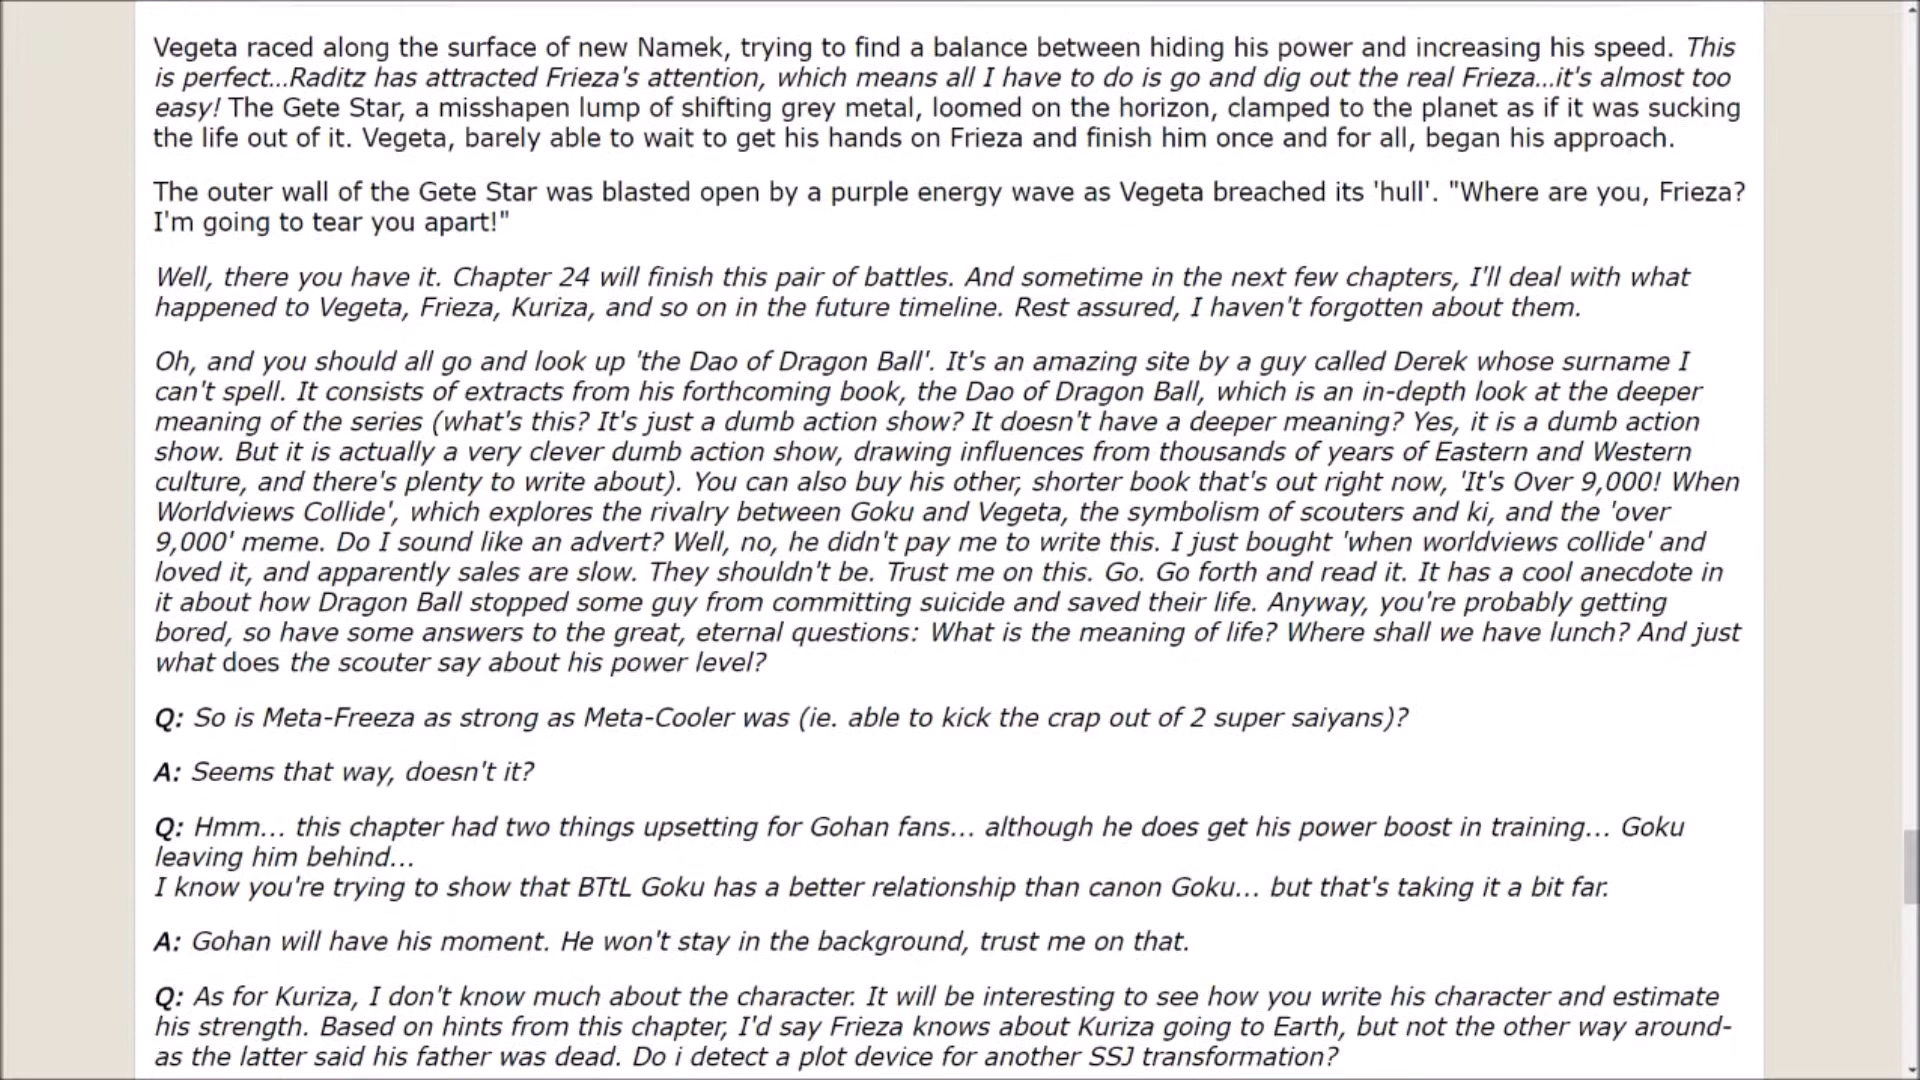 Vegeta raced along the surface of new Namek, trying to find a balance between hiding his power and increasing his speed. This
is perfect...Raditz has attracted Frieza's attention, which means all I have to do is go and dig out the real Frieza...it's almost too
easy! The Gete Star, a misshapen lump of shifting grey metal, loomed on the horizon, clamped to the planet as if it was sucking
the life out of it. Vegeta, barely able to wait to get his hands on Frieza and finish him once and for all, began his approach.
The outer wall of the Gete Star was blasted open by a purple energy wave as Vegeta breached its 'hull'. "Where are you, Frieza?
I'm going to tear you apart!"
Well, there you have it. Chapter 24 will finish this pair of battles. And sometime in the next few chapters, I'll deal with what
happened to Vegeta, Frieza, Kuriza, and so on in the future timeline. Rest assured, I haven't forgotten about them.
Oh, and you should all go and look up 'the Dao of Dragon Ball'. It's an amazing site by a guy called Derek whose surname I
can't spell. It consists of extracts from his forthcoming book, the Dao of Dragon Ball, which is an in-depth look at the deeper
meaning of the series (what's this? It's just a dumb action show? It doesn't have a deeper meaning? Yes, it is a dumb action
show. But it is actually a very clever dumb action show, drawing influences from thousands of years of Eastern and Western
culture, and there's plenty to write about). You can also buy his other, shorter book that's out right now, 'It's Over 9,000! When
Worldviews Collide', which explores the rivalry between Goku and Vegeta, the symbolism of scouters and ki, and the 'over
9,000' meme. Do I sound like an advert? Well, no, he didn't pay me to write this. I just bought 'when worldviews collide' and
loved it, and apparently sales are slow. They shouldn't be. Trust me on this. Go. Go forth and read it. It has a cool anecdote in
it about how Dragon Ball stopped some guy from committing suicide and saved their life. Anyway, you're probably getting
bored, so have some answers to the great, eternal questions: What is the meaning of life? Where shall we have lunch? And just
what does the scouter say about his power level?
Q: So is Meta-Freeza as strong as Meta-Cooler was (ie. able to kick the crap out of 2 super saiyans)?
A: Seems that way, doesn't it?
Q: Hmm... this chapter had two things upsetting for Gohan fans... although he does get his power boost in training... Goku
leaving him behind...
I know you're trying to show that BTtL Goku has a better relationship than canon Goku... but that's taking it a bit far.
A: Gohan will have his moment. He won't stay in the background, trust me on that.
Q: As for Kuriza, I don't know much about the character. It will be interesting to see how you write his character and estimate
his strength. Based on hints from this chapter, I'd say Frieza knows about Kuriza going to Earth, but not the other way around-
as the latter said his father was dead. Do i detect a plot device for another SSJ transformation?